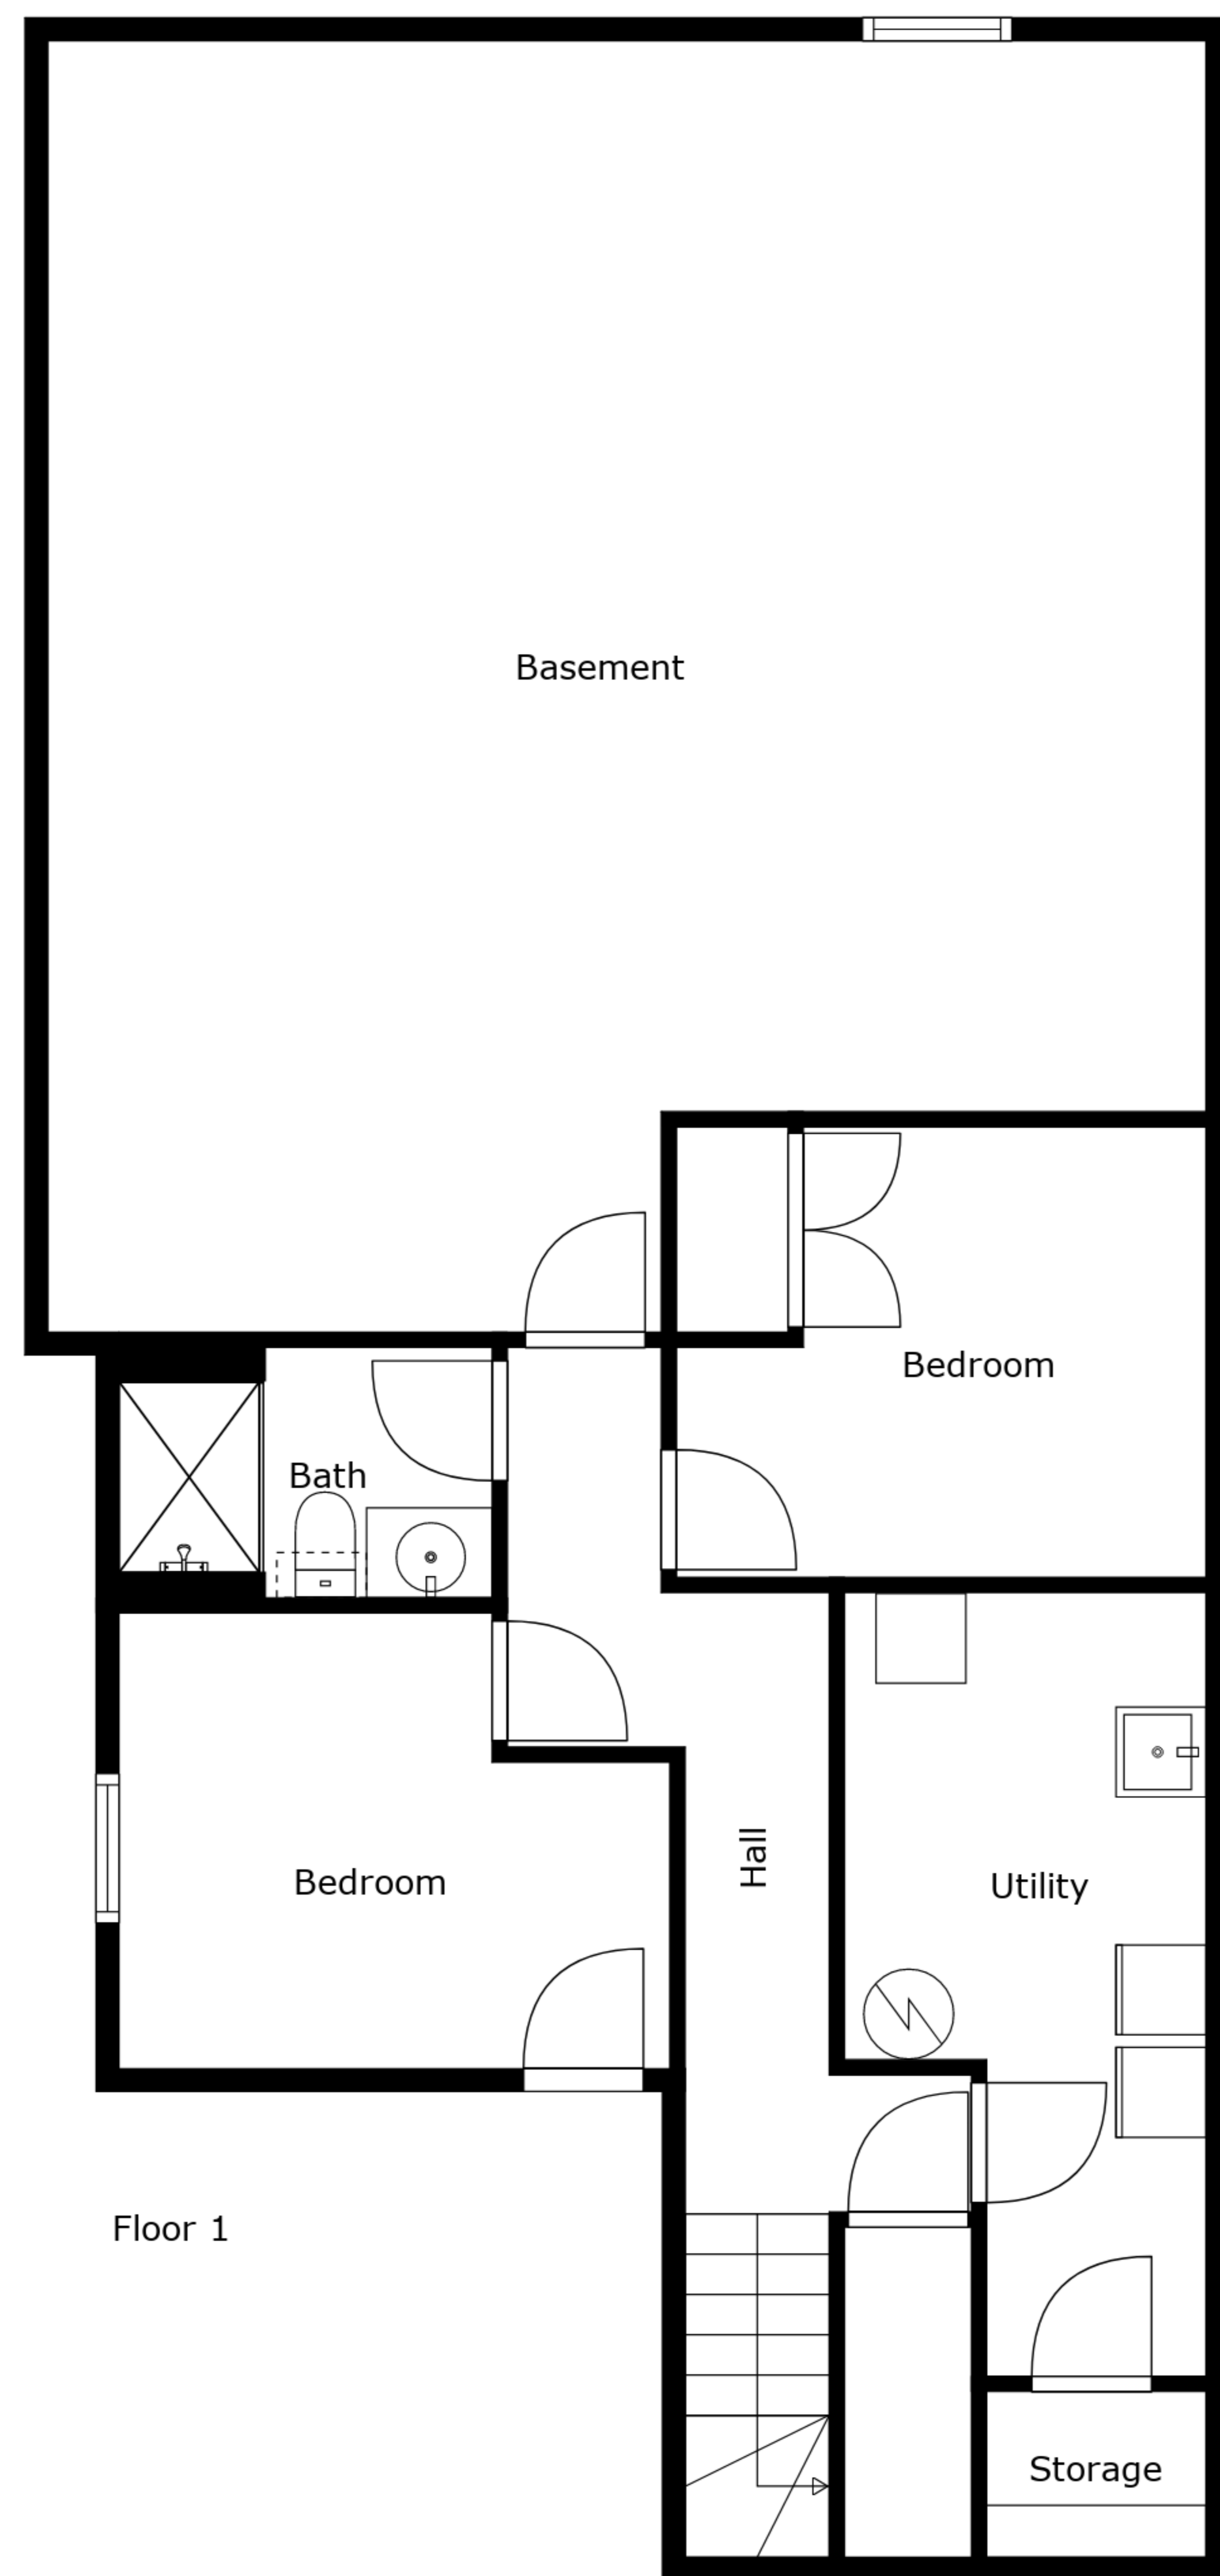 Basement
Bedroom
Bath
Hall
Bedroom
Utility
Floor 1
Storage